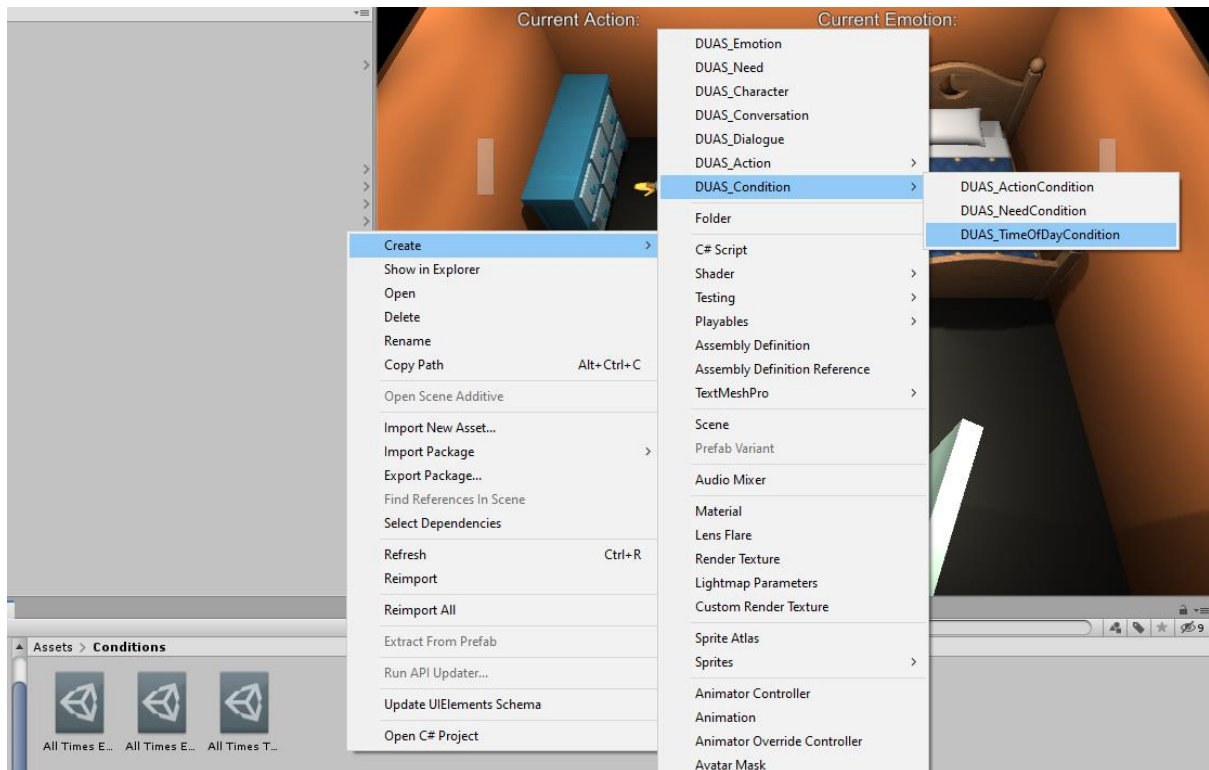 Current Action:
Current Emotion:
DUAS_Emotion
DUAS_Need
DUAS_Character
DUAS_Conversation
DUAS_Dialogue
DUAS_Action
DUAS_Condition
Folder
C# Script
Shader
Testing
Playables
Assembly Definition
Assembly Definition Reference
TextMeshPro
Scene
Prefab Variant
Audio Mixer
Material
Lens Flare
Render Texture
Lightmap Parameters
Custom Render Texture
Sprite Atlas
Sprites
Animator Controller
Animation
Animator Override Controller
Avatar Mask
DUAS_ActionCondition
DUAS_NeedCondition
DUAS_TimeOfDayCondition
Create
Show in Explorer
Open
Delete
Rename
Copy Path Alt+Ctrl+C
Open Scene Additive
Import New Asset...
Import Package
Export Package...
Find References In Scene
Select Dependencies
Refresh Ctrl+R
Reimport
Reimport All
Extract From Prefab
Run API Updater...
Update UIElements Schema
Open C# Project
9
Assets > Conditions
All Times E... All Times E... All Times T...